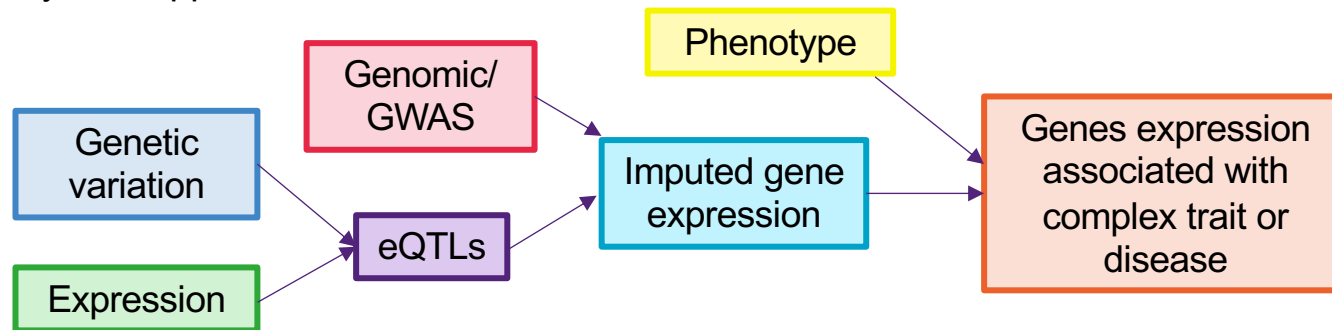 Phenotype
Genomic/
GWAS
Genetic
variation
Genes expression
associated with
complex trait or
disease
Imputed gene
expression
eQTLs
Expression